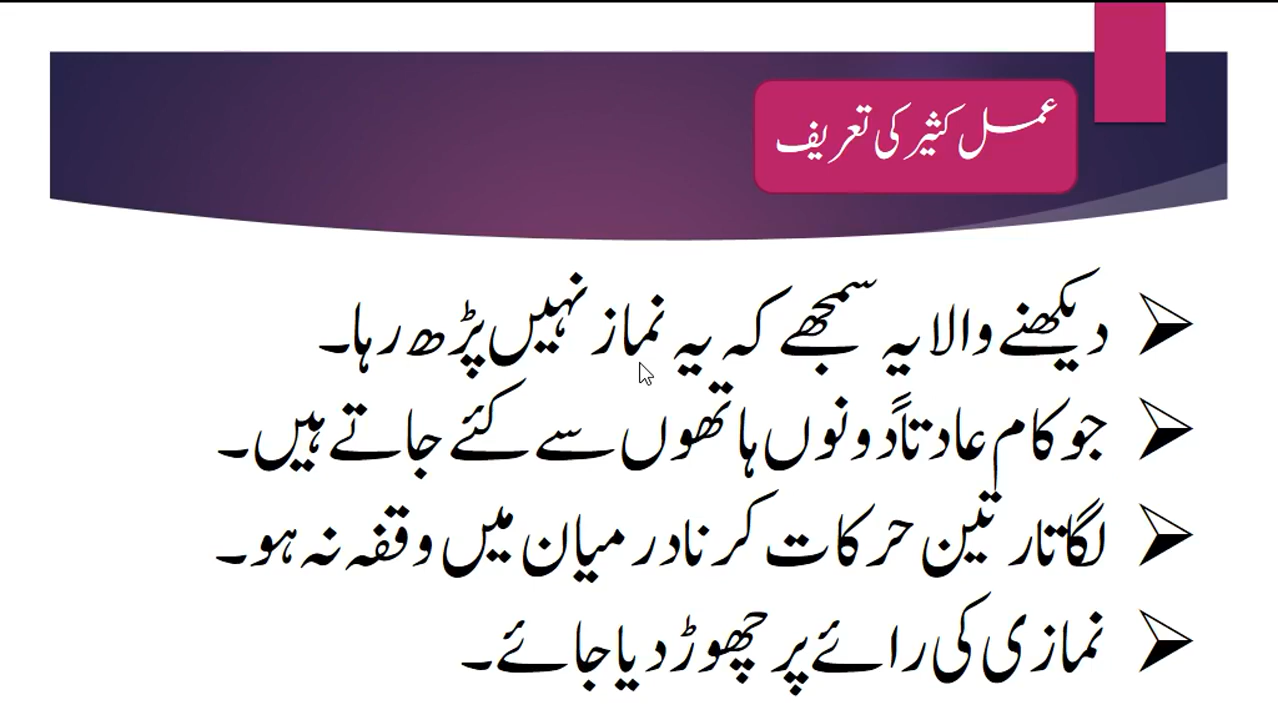 عمل کثیر کی تعریف
دیکھنے والا یہ سمجھے کہ یہ نماز نہیں پڑھ رہا۔
جو کام عادتاً دونوں ہاتھوں سے کئے جاتے ہیں۔
لگاتار تین حرکات کرنا درمیان میں وقفہ نہ ہو۔
نمازی کی رائے پر چھوڑ دیا جائے۔